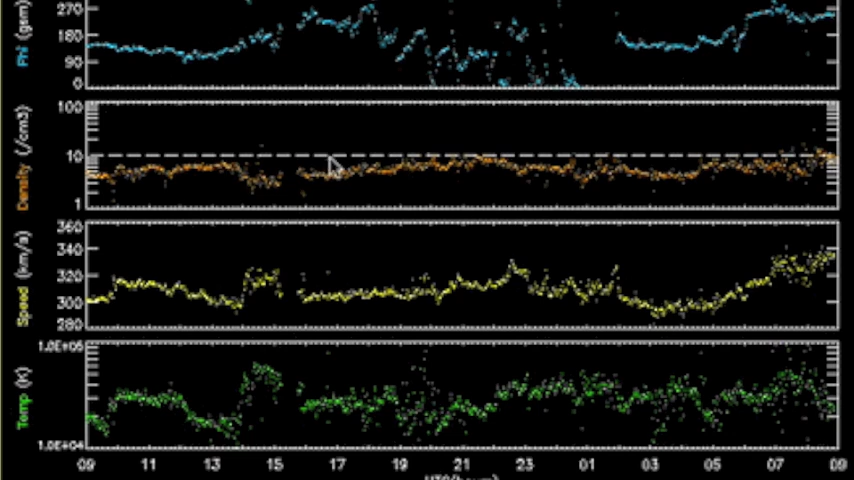 Phi (gsm)
270
180
90
0
Density (/cm3)
100
10
1
Speed (km/s)
360
340
320
300
280
Temp (K)
1.0E+05
1.0E+04
09 11 13 15 17 19 21 23 01 03 05 07 09